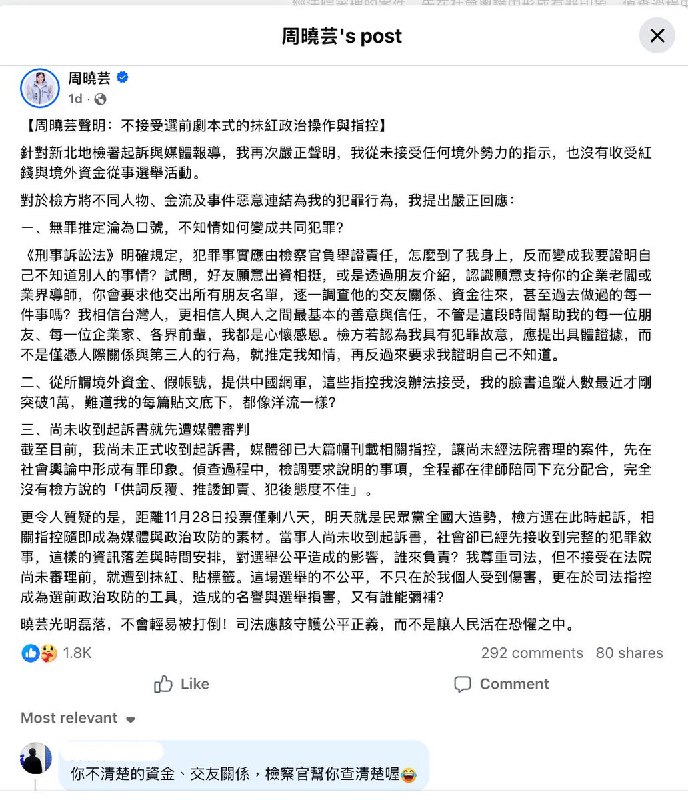 周曉芸's post
周曉芸
1d
【周曉芸聲明：不接受選前劇本式的抹紅政治操作與指控】
針對新北地檢署起訴與媒體報導，我再次嚴正聲明，我從未接受任何境外勢力的指示，也沒有收受紅
錢與境外資金從事選舉活動。
對於檢方將不同人物、金流及事件惡意連結為我的犯罪行為，我提出嚴正回應：
一、無罪推定淪為口號，不知情如何變成共同犯罪？
《刑事訴訟法》明確規定，犯罪事實應由檢察官負舉證責任，怎麼到了我身上，反而變成我要證明自
己不知道別人的事情？試問，好友願意出資相挺，或是透過朋友介紹，認識願意支持你的企業老闆或
業界導師，你會要求他交出所有朋友名單，逐一調查他的交友關係、資金往來，甚至過去做過的每一
件事嗎？我相信台灣人，更相信人與人之間最基本的善意與信任，不管是這段時間幫助我的每一位朋
友、每一位企業家、各界前輩，我都是心懷感恩。檢方若認為我具有犯罪故意，應提出具體證據，而
不是僅憑人際關係與第三人的行為，就推定我知情，再反過來要求我證明自己不知道。
二、從所謂境外資金、假帳號，提供中國網軍，這些指控我沒辦法接受，我的臉書追蹤人數最近才剛
突破1萬，難道我的每篇貼文底下，都像洋流一樣？
三、尚未收到起訴書就先遭媒體審判
截至目前，我尚未正式收到起訴書，媒體卻已大篇幅刊載相關指控，讓尚未經法院審理的案件，先在
社會輿論中形成有罪印象。偵查過程中，檢調要求說明的事項，全程都在律師陪同下充分配合，完全
沒有檢方說的「供詞反覆、推諉卸責、犯後態度不佳」。
更令人質疑的是，距離11月28日投票僅剩八天，明天就是民眾黨全國大造勢，檢方選在此時起訴，相
關指控隨即成為媒體與政治攻防的素材。當事人尚未收到起訴書，社會卻已經先接收到完整的犯罪敘
事，這樣的資訊落差與時間安排，對選舉公平造成的影響，誰來負責？我尊重司法，但不接受在法院
尚未審理前，就遭到抹紅、貼標籤。這場選舉的不公平，不只在於我個人受到傷害，更在於司法指控
成為選前政治攻防的工具，造成的名譽與選舉損害，又有誰能彌補？
曉芸光明磊落，不會輕易被打倒！司法應該守護公平正義，而不是讓人民活在恐懼之中。
1.8K
292 comments 80 shares
Like
Comment
Most relevant
你不清楚的資金、交友關係，檢察官幫你查清楚喔😂